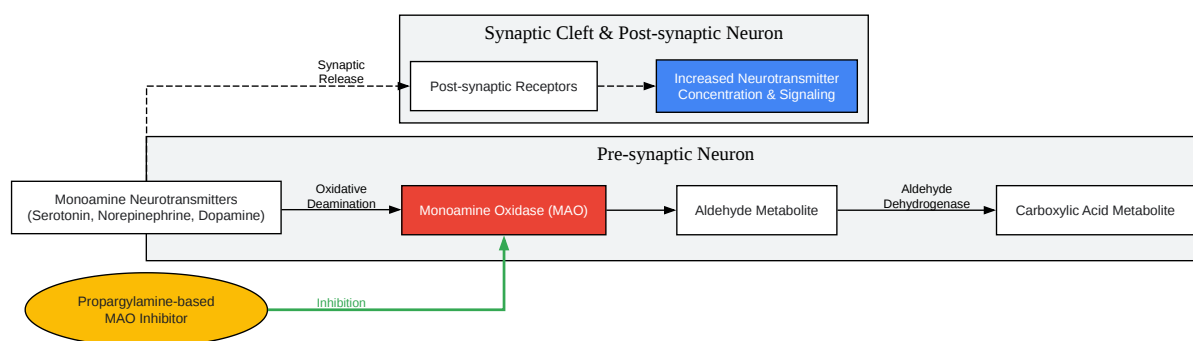 Synaptic Cleft & Post-synaptic Neuron
Synaptic
Release
Post-synaptic Receptors
Increased Neurotransmitter
Concentration & Signaling
Pre-synaptic Neuron
Monoamine Neurotransmitters
(Serotonin, Norepinephrine, Dopamine)
Oxidative
Deamination
Monoamine Oxidase (MAO)
Aldehyde Metabolite
Aldehyde
Dehydrogenase
Carboxylic Acid Metabolite
Propargylamine-based
MAO Inhibitor
Inhibition